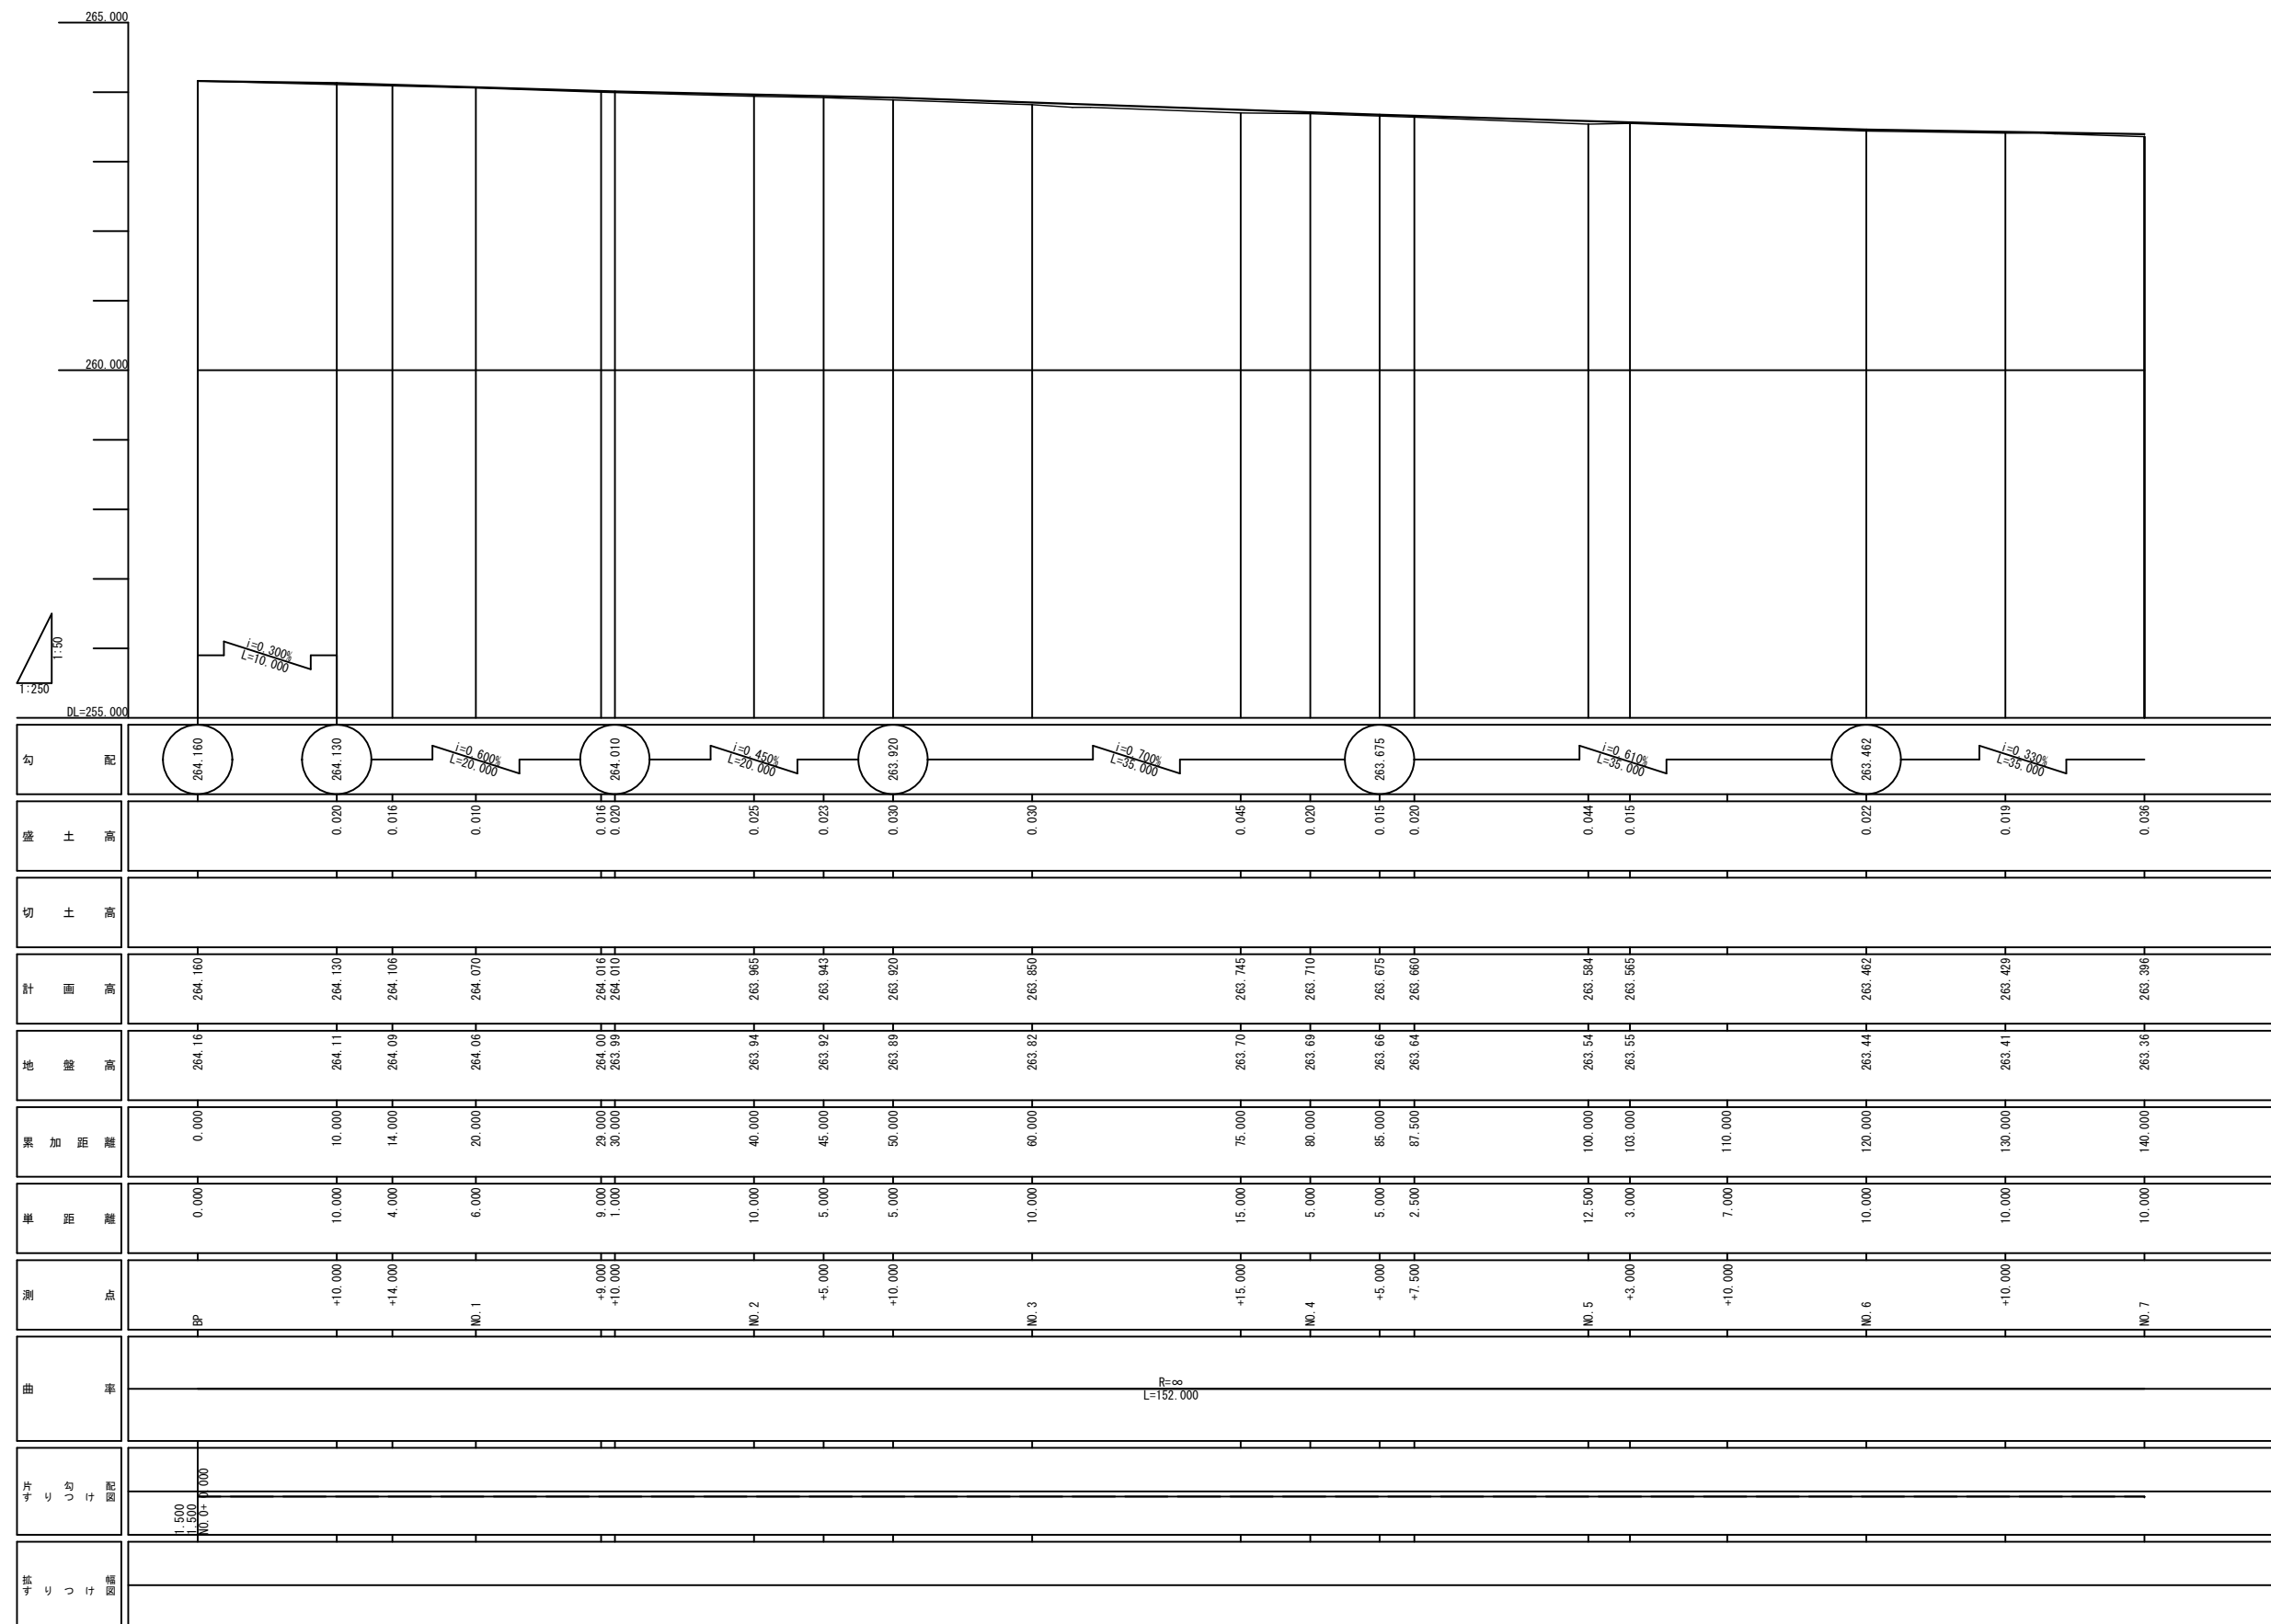 265.000
260.000
1:50
1:250
DL=255.000
i=0.300%
L=10.000
勾配
264.160
264.130
i=0.600%
L=20.000
264.010
i=0.450%
L=20.000
263.920
i=0.700%
L=35.000
263.675
i=0.610%
L=35.000
263.462
i=0.330%
L=35.000
盛土高
0.020 0.016 0.010 0.016 0.020 0.025 0.023 0.030 0.030 0.045 0.020 0.015 0.020 0.044 0.015 0.022 0.019 0.036
切土高
計画高
264.160 264.130 264.106 264.070 264.016 264.010 263.965 263.943 263.920 263.850 263.745 263.710 263.675 263.660 263.584 263.565 263.462 263.429 263.396
地盤高
264.16 264.11 264.09 264.06 264.00 263.99 263.94 263.92 263.89 263.82 263.70 263.69 263.66 263.64 263.54 263.55 263.44 263.41 263.36
累加距離
0.000 10.000 14.000 20.000 29.000 30.000 40.000 45.000 50.000 60.000 75.000 80.000 85.000 87.500 100.000 103.000 110.000 120.000 130.000 140.000
単距離
0.000 10.000 4.000 6.000 9.000 1.000 10.000 5.000 5.000 10.000 15.000 5.000 5.000 2.500 12.500 3.000 7.000 10.000 10.000 10.000
測点
BP +10.000 +14.000 NO.1 +9.000 +10.000 NO.2 +5.000 +10.000 NO.3 +15.000 NO.4 +5.000 +7.500 NO.5 +3.000 +10.000 NO.6 +10.000 NO.7
曲率
R=∞
L=152.000
片勾配
すりつけ図
1.500
1.500
NO.0+ 0.000
拡幅
すりつけ図